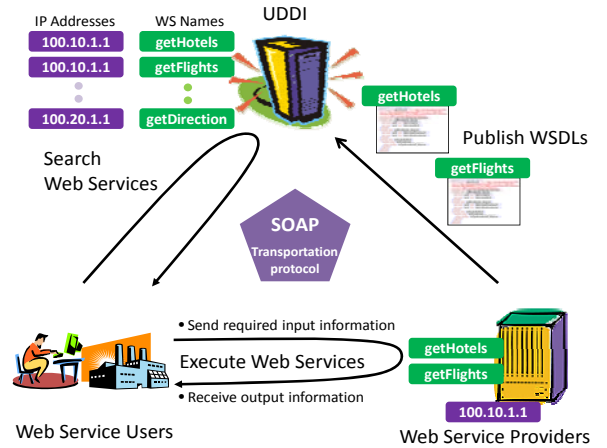 UDDI
IP Addresses
WS Names
100.10.1.1
getHotels
100.10.1.1
getFlights
100.20.1.1
getDirection
getHotels
Publish WSDLs
getFlights
Search
Web Services
SOAP
Transportation
protocol
• Send required input information
Execute Web Services
• Receive output information
getHotels
getFlights
100.10.1.1
Web Service Users
Web Service Providers